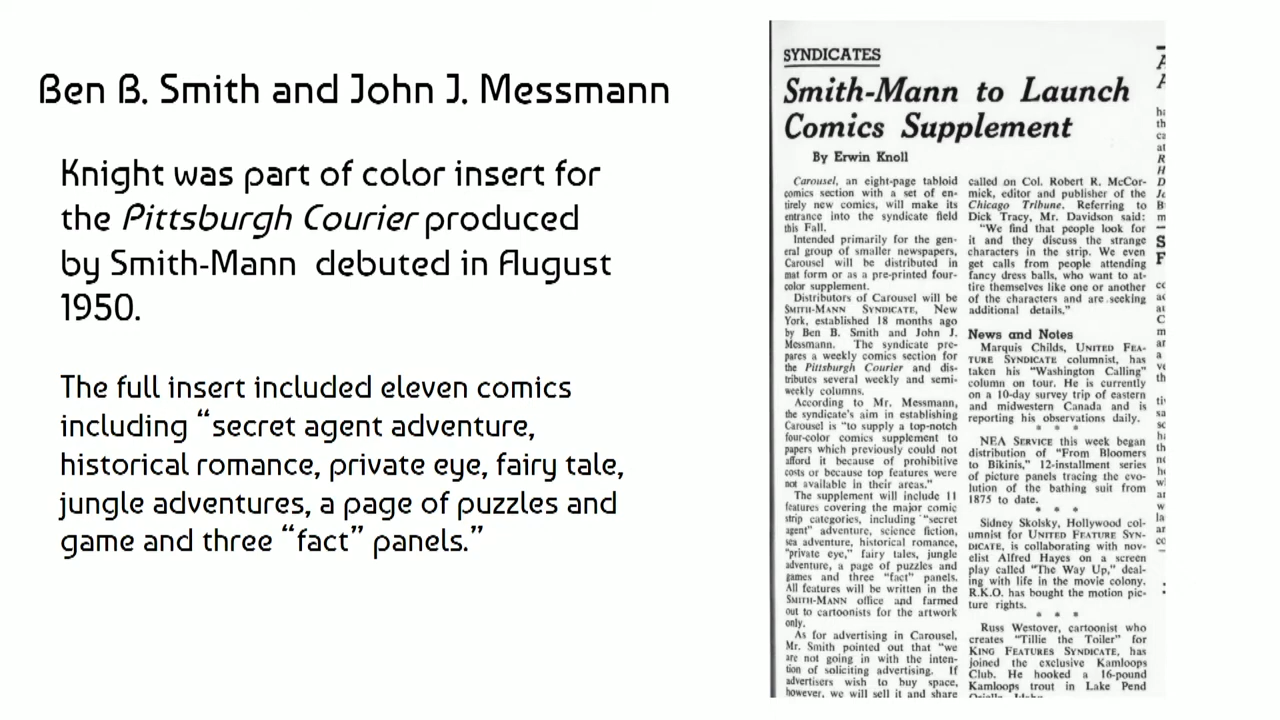 Ben B. Smith and John J. Messmann
Knight was part of color insert for
the Pittsburgh Courier produced
by Smith-Mann debuted in August
1950.
The full insert included eleven comics
including “secret agent adventure,
historical romance, private eye, fairy tale,
jungle adventures, a page of puzzles and
game and three “fact” panels.”
SYNDICATES
Smith-Mann to Launch
Comics Supplement
By Erwin Knoll
Carousel, an eight-page tabloid
comics section with a set of en-
tirely new comics, will make its
entrance into the syndicate field
this Fall.
Intended primarily for the gen-
eral group of smaller newspapers,
Carousel will be distributed in
mat form or as a pre-printed four-
color supplement.
Distributors of Carousel will be
SMITH-MANN SYNDICATE, New
York, established 18 months ago
by Ben B. Smith and John J.
Messmann. The syndicate pre-
pares a weekly comics section for
the Pittsburgh Courier and dis-
tributes several weekly and semi-
weekly columns.
According to Mr. Messmann,
the syndicate's aim in establishing
Carousel is "to supply a top-notch
four-color comics supplement to
papers which previously could not
afford it because of prohibitive
costs or because top features were
not available in their areas."
The supplement will include 11
features covering the major comic
strip categories, including "secret
agent" adventure, science fiction,
sea adventure, historical romance,
"private eye," fairy tales, jungle
adventure, a page of puzzles and
games and three "fact" panels.
All features will be written in the
SMITH-MANN office and farmed
out to cartoonists for the artwork
only.
As for advertising in Carousel,
Mr. Smith pointed out that "we
are not going in with the inten-
tion of soliciting advertising. If
advertisers wish to buy space,
however, we will sell it and share
called on Col. Robert R. McCor-
mick, editor and publisher of the
Chicago Tribune. Referring to
Dick Tracy, Mr. Davidson said:
"We find that people look for
it and they discuss the strange
characters in the strip. We even
get calls from people attending
fancy dress balls, who want to at-
tire themselves like one or another
of the characters and are seeking
additional details."
News and Notes
Marquis Childs, UNITED FEA-
TURE SYNDICATE columnist, has
taken his "Washington Calling"
column on tour. He is currently
on a 10-day survey trip of eastern
and midwestern Canada and is
reporting his observations daily.
* * *
NEA SERVICE this week began
distribution of "From Bloomers
to Bikinis," 12-installment series
of picture panels tracing the evo-
lution of the bathing suit from
1875 to date.
* * *
Sidney Skolsky, Hollywood col-
umnist for UNITED FEATURE SYN-
DICATE, is collaborating with nov-
elist Alfred Hayes on a screen
play called "The Way Up," deal-
ing with life in the movie colony.
R.K.O. has bought the motion pic-
ture rights.
* * *
Russ Westover, cartoonist who
creates "Tillie the Toiler" for
KING FEATURES SYNDICATE, has
joined the exclusive Kamloops
Club. He hooked a 16-pound
Kamloops trout in Lake Pend